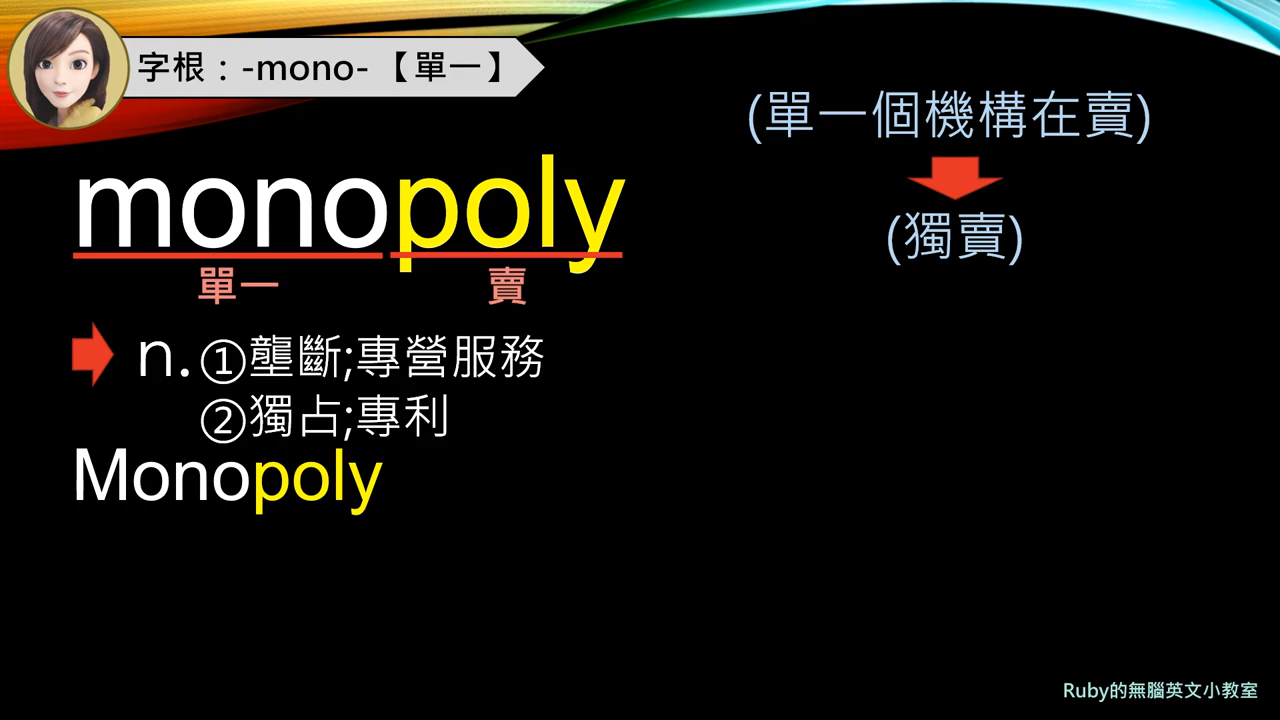 字根：-mono-【單一】
(單一個機構在賣)
(獨賣)
monopoly
單一 賣
n.①壟斷;專營服務
②獨占;專利
Monopoly
Ruby的無腦英文小教室